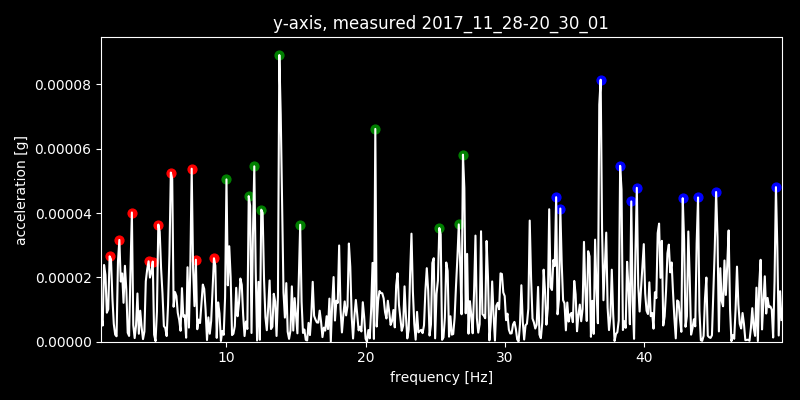 y-axis, measured 2017_11_28-20_30_01
acceleration [g]
0.00008
0.00006
0.00004
0.00002
0.00000
10 20 30 40
frequency [Hz]